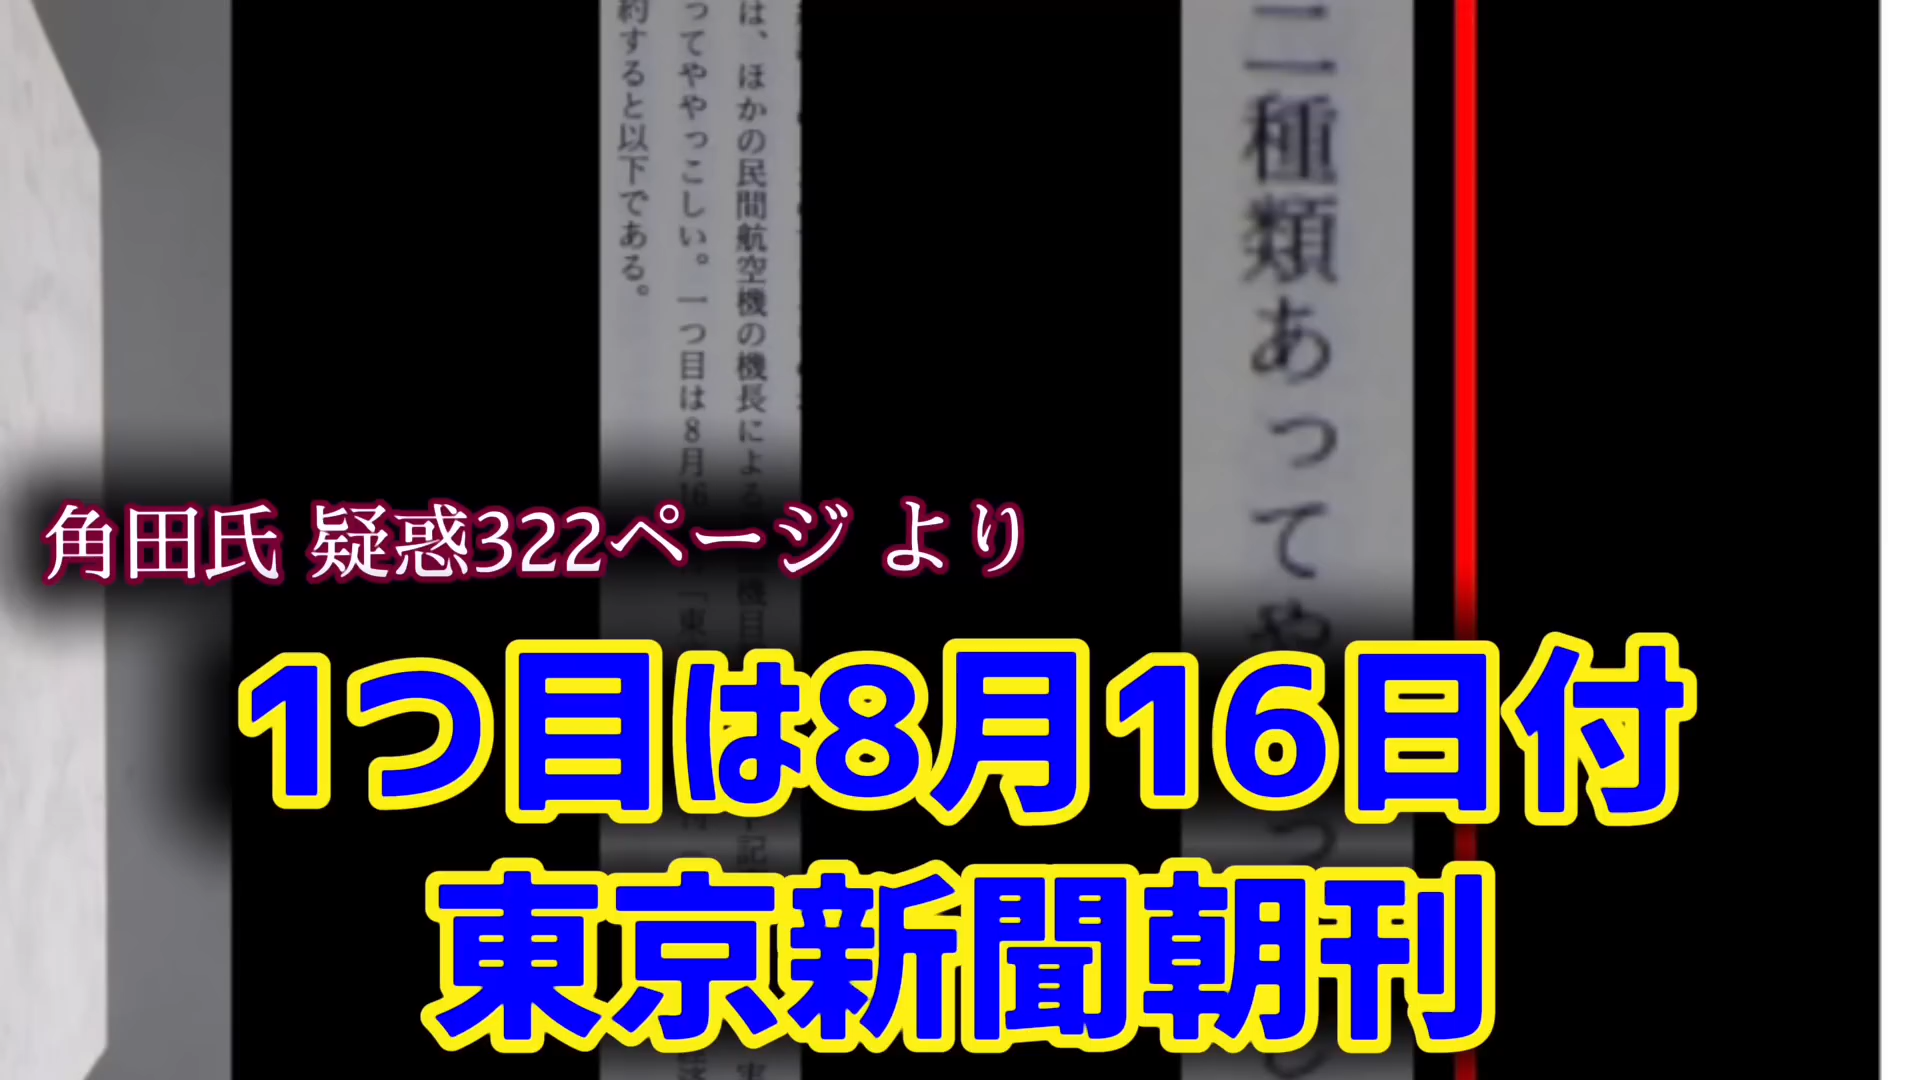 二種類あってや
は、ほかの民間航空機の機長による
ってややっこしい。一つ目は8月16
約すると以下である。
角田氏 疑惑322ページ より
1つ目は8月16日付
東京新聞朝刊